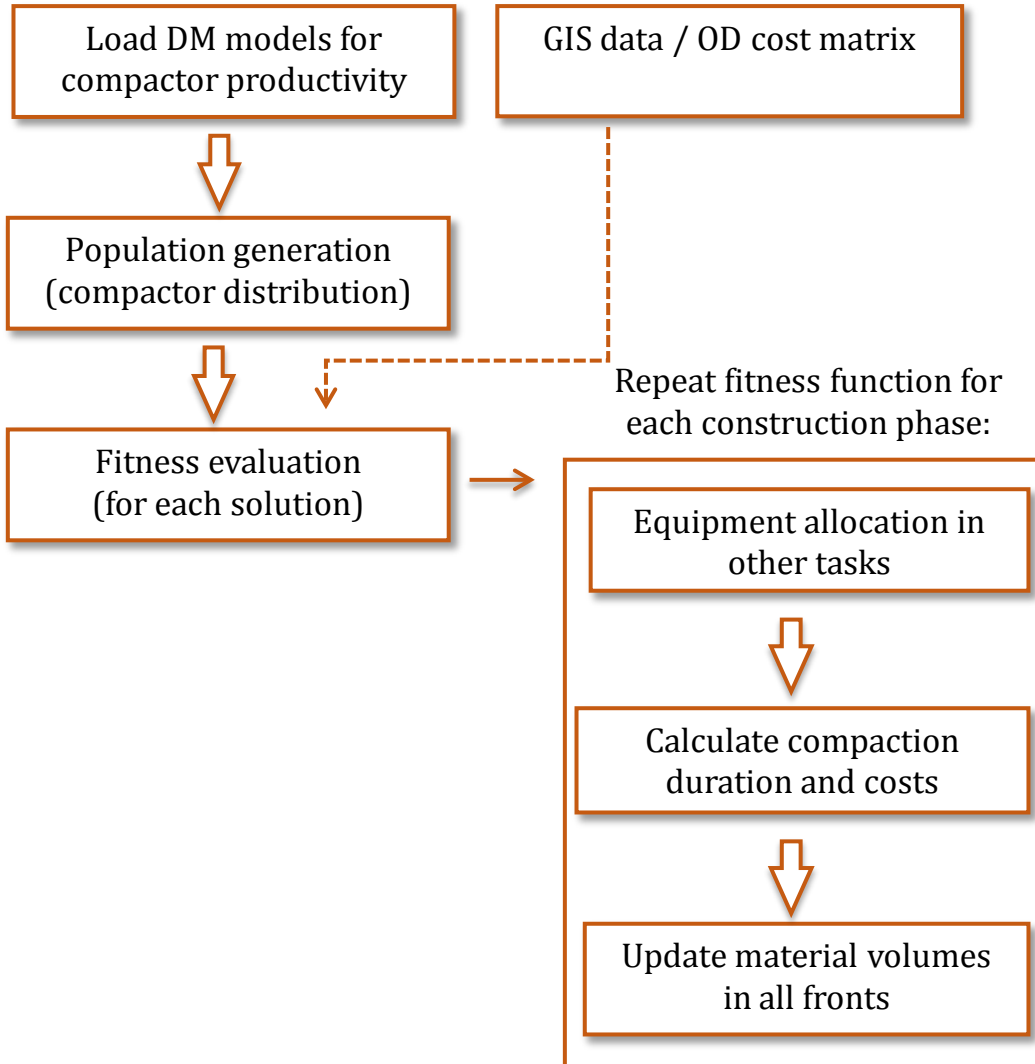 Load DM models for
compactor productivity
GIS data / OD cost matrix
Population generation
(compactor distribution)
Repeat fitness function for
each construction phase:
Fitness evaluation
(for each solution)
Equipment allocation in
other tasks
Calculate compaction
duration and costs
Update material volumes
in all fronts